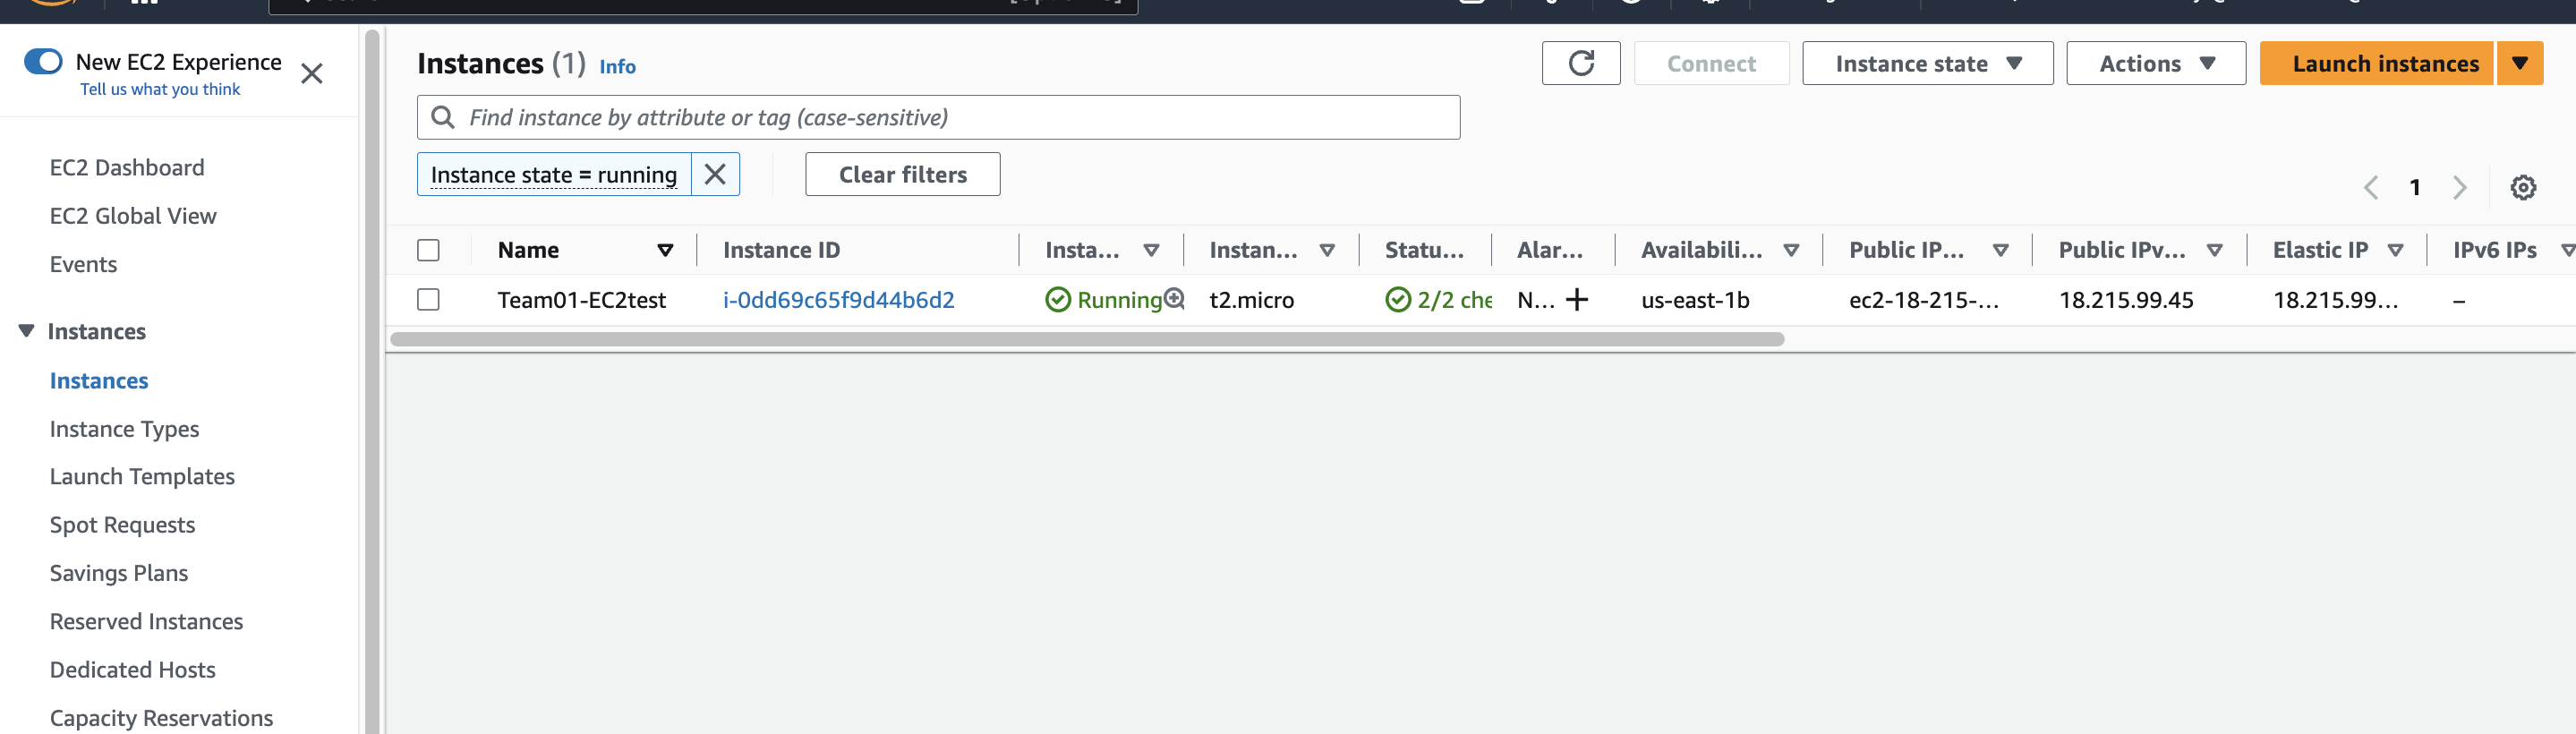 New EC2 Experience
Tell us what you think
EC2 Dashboard
EC2 Global View
Events
Instances
Instances
Instance Types
Launch Templates
Spot Requests
Savings Plans
Reserved Instances
Dedicated Hosts
Capacity Reservations
Instances (1) Info
Connect
Instance state
Actions
Launch instances
Find instance by attribute or tag (case-sensitive)
Instance state = running
Clear filters
1
Name Instance ID Insta... Instan... Statu... Alar... Availabili... Public IP... Public IPv... Elastic IP IPv6 IPs
Team01-EC2test i-0dd69c65f9d44b6d2 Running t2.micro 2/2 che N... us-east-1b ec2-18-215-... 18.215.99.45 18.215.99... –